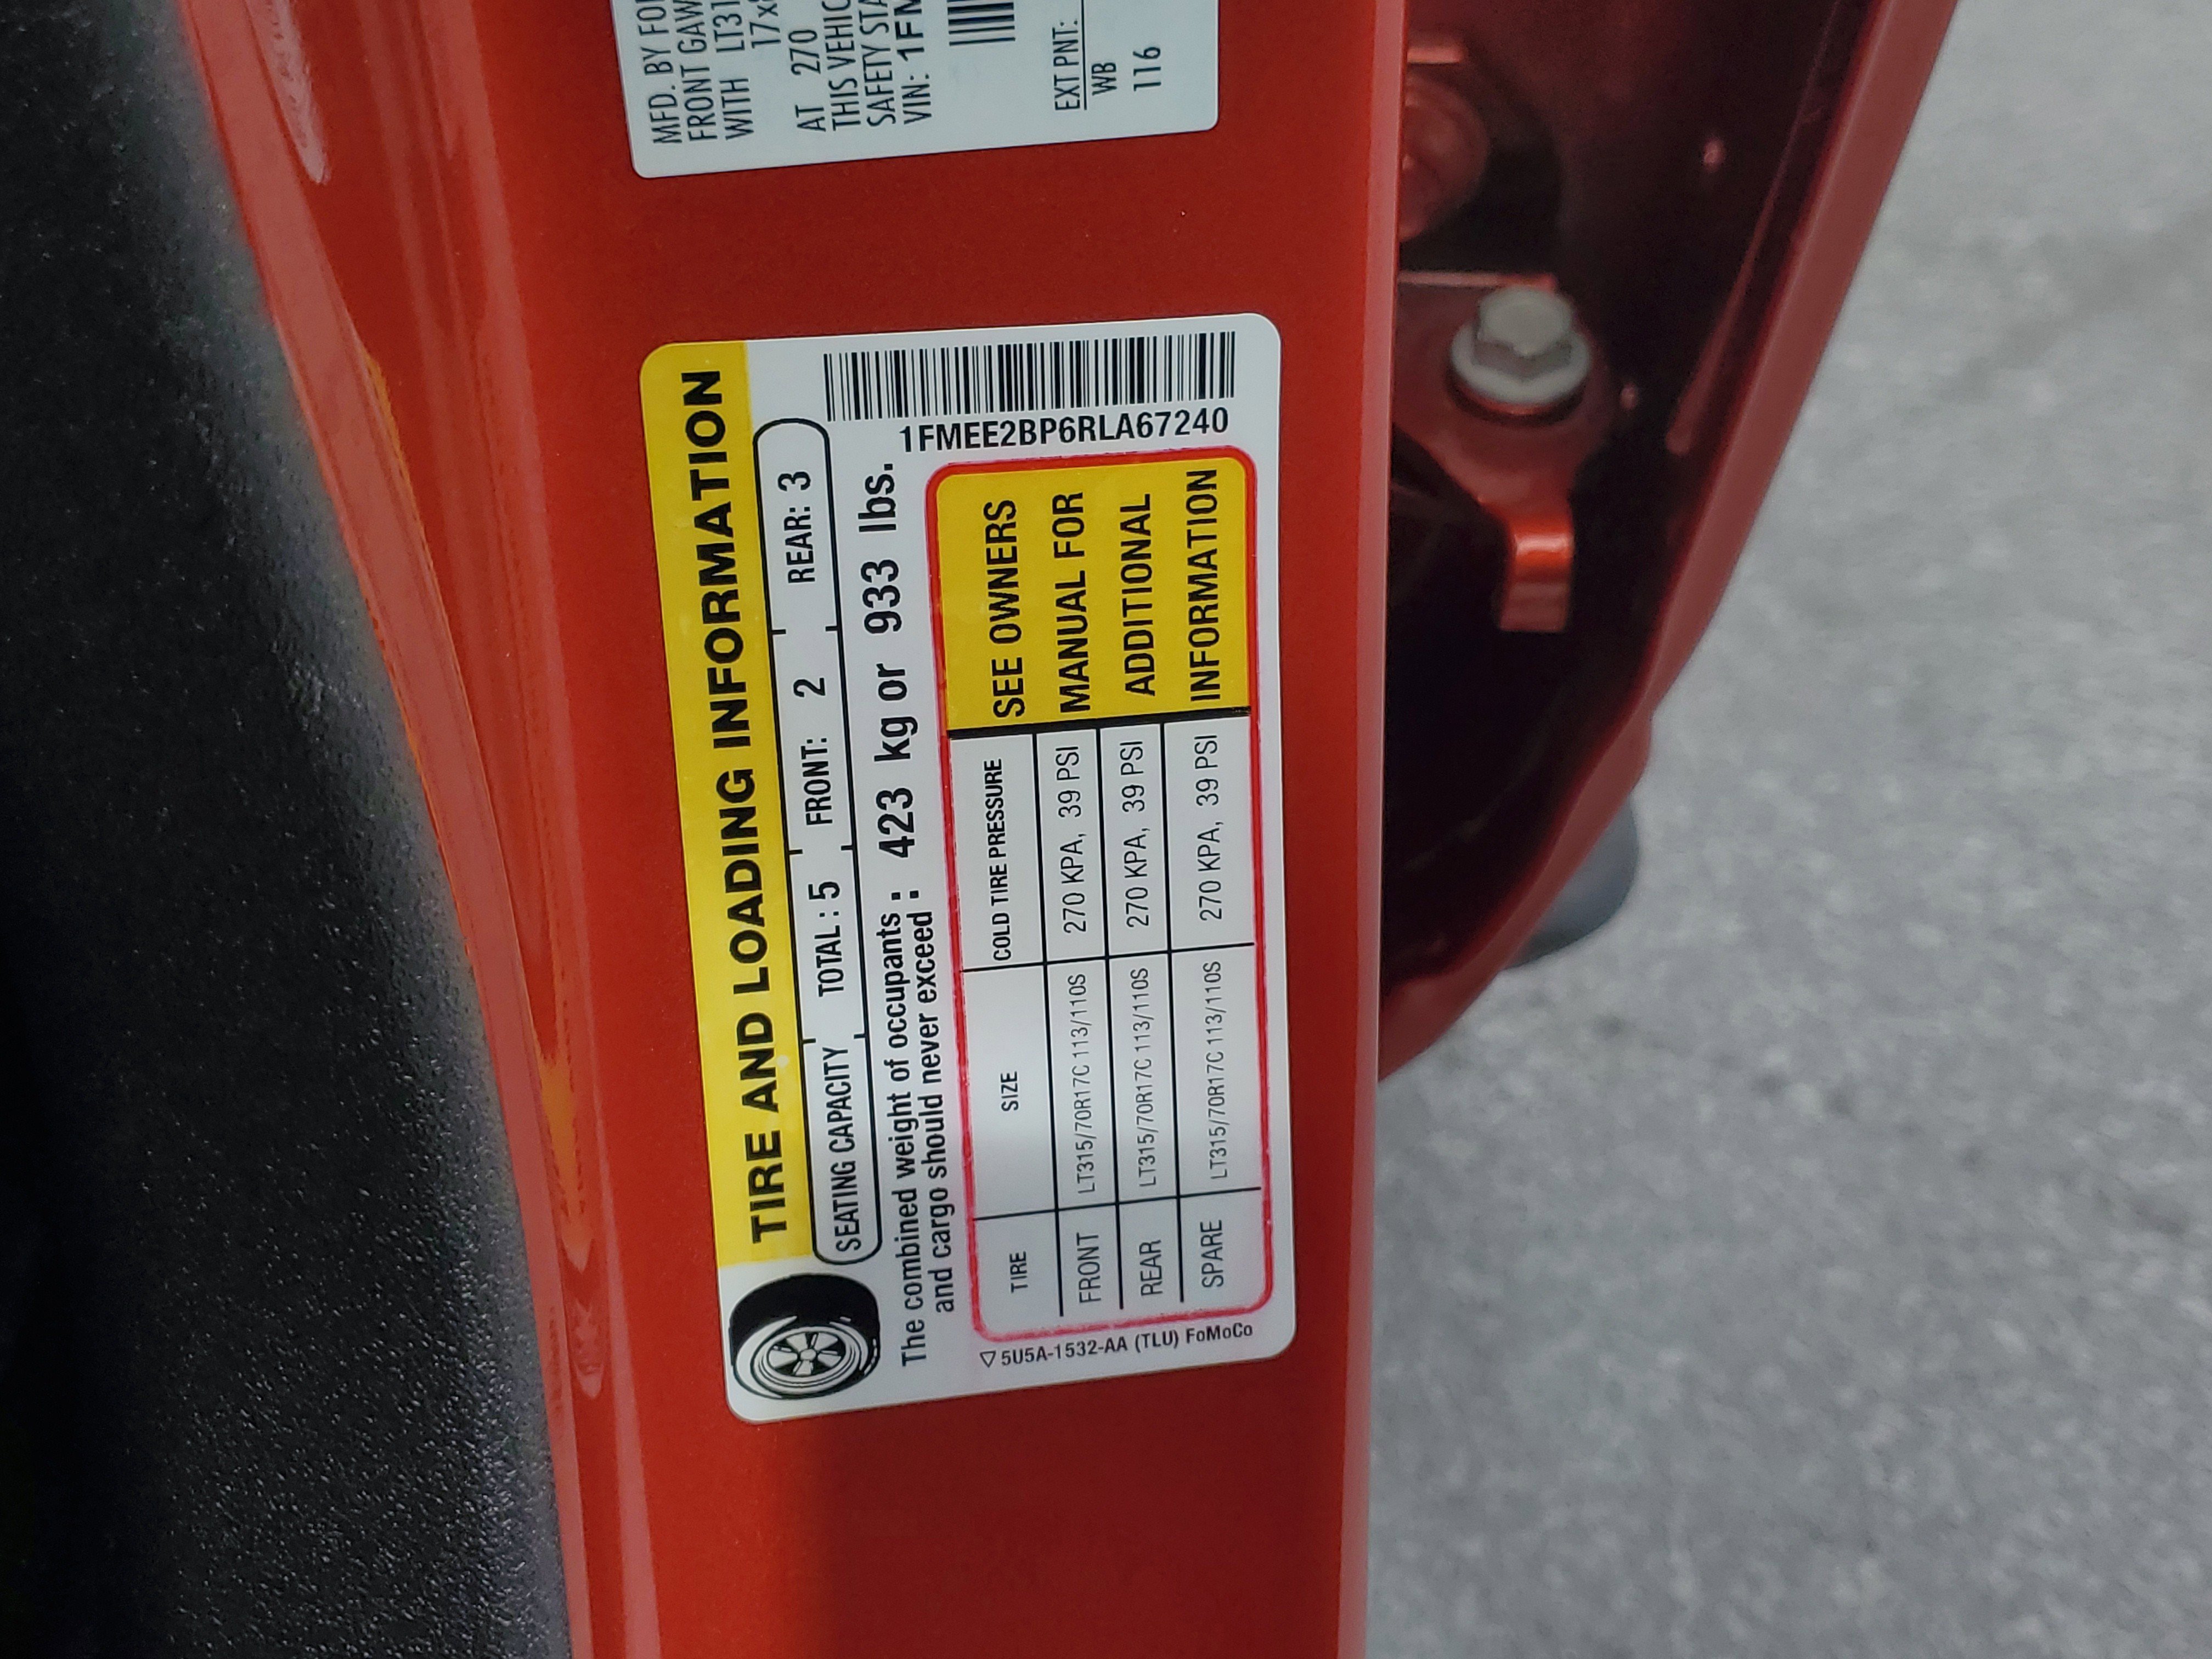 MFD. BY FO
FRONT GAW
WITH LT31
17x
AT 270
THIS VEHIC
SAFETY STA
VIN: 1FM
EXT PNT:
WB
116
TIRE AND LOADING INFORMATION
SEATING CAPACITY TOTAL : 5 FRONT: 2 REAR: 3
The combined weight of occupants : 423 kg or 933 lbs.
and cargo should never exceed :
1FMEE2BP6RLA67240
TIRE SIZE COLD TIRE PRESSURE
FRONT LT315/70R17C 113/110S 270 KPA, 39 PSI
REAR LT315/70R17C 113/110S 270 KPA, 39 PSI
SPARE LT315/70R17C 113/110S 270 KPA, 39 PSI
SEE OWNERS
MANUAL FOR
ADDITIONAL
INFORMATION
5U5A-1532-AA (TLU) FoMoCo